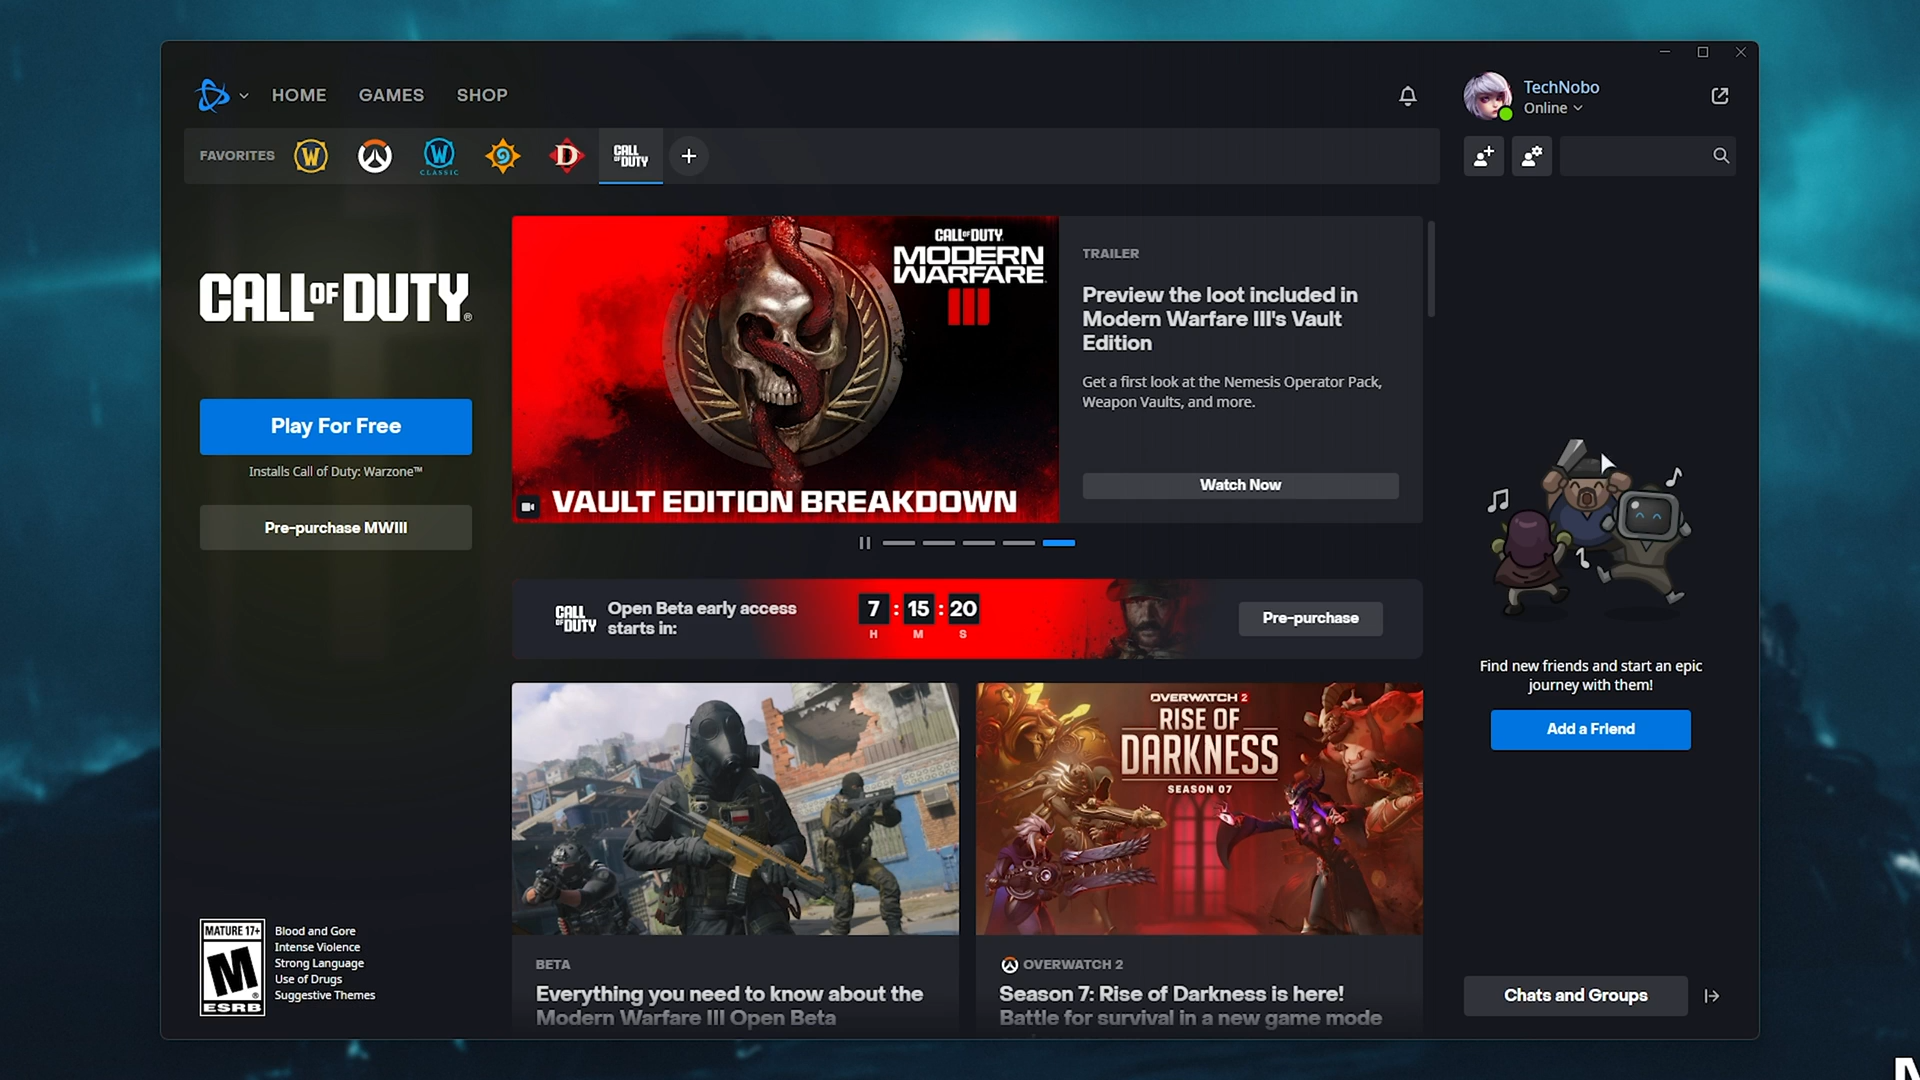 HOME GAMES SHOP
TechNobo
Online
FAVORITES
W
W
CLASSIC
D
CALL OF DUTY
CALL OF DUTY
MODERN
WARFARE
III
VAULT EDITION BREAKDOWN
TRAILER
Preview the loot included in
Modern Warfare III's Vault
Edition
Get a first look at the Nemesis Operator Pack,
Weapon Vaults, and more.
Watch Now
CALL OF DUTY®
Play For Free
Installs Call of Duty: Warzone™
Pre-purchase MWIII
CALL OF DUTY
Open Beta early access
starts in:
7 : 15 : 20
H M S
Pre-purchase
OVERWATCH 2
RISE OF
DARKNESS
SEASON 07
BETA
Everything you need to know about the
Modern Warfare III Open Beta
OVERWATCH 2
Season 7: Rise of Darkness is here!
Battle for survival in a new game mode
Find new friends and start an epic
journey with them!
Add a Friend
Chats and Groups
MATURE 17+
M
ESRB
Blood and Gore
Intense Violence
Strong Language
Use of Drugs
Suggestive Themes